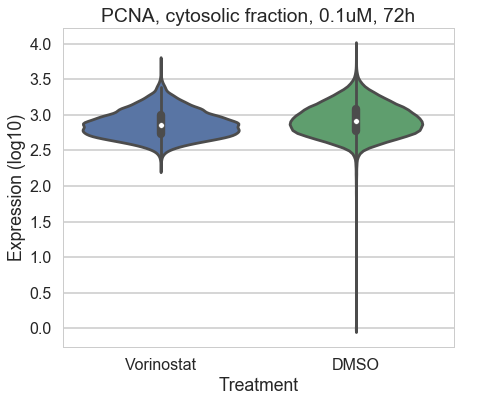 PCNA, cytosolic fraction, 0.1uM, 72h
Expression (log10)
4.0
3.5
3.0
2.5
2.0
1.5
1.0
0.5
0.0
Vorinostat DMSO
Treatment